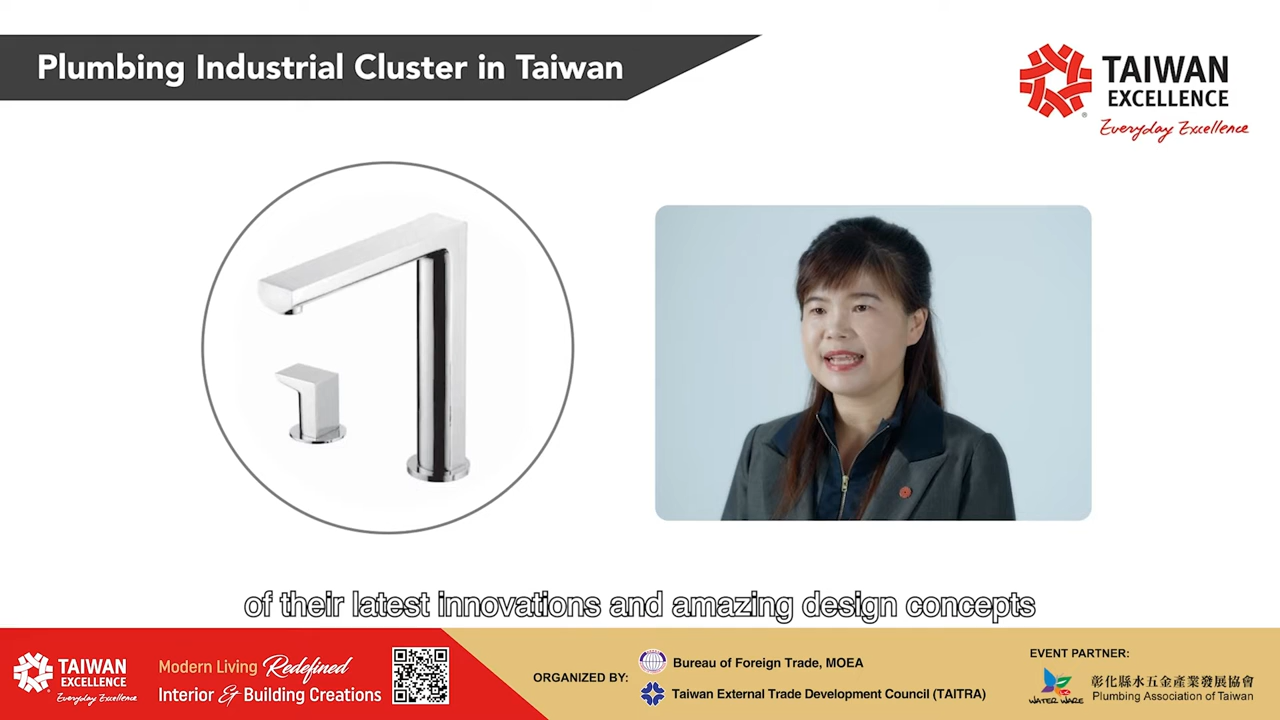 Plumbing Industrial Cluster in Taiwan
TAIWAN
EXCELLENCE
Everyday Excellence
of their latest innovations and amazing design concepts
TAIWAN
EXCELLENCE
Everyday Excellence
Modern Living Redefined
Interior & Building Creations
ORGANIZED BY:
Bureau of Foreign Trade, MOEA
Taiwan External Trade Development Council (TAITRA)
EVENT PARTNER:
WATER WARE
彰化縣水五金產業發展協會
Plumbing Association of Taiwan